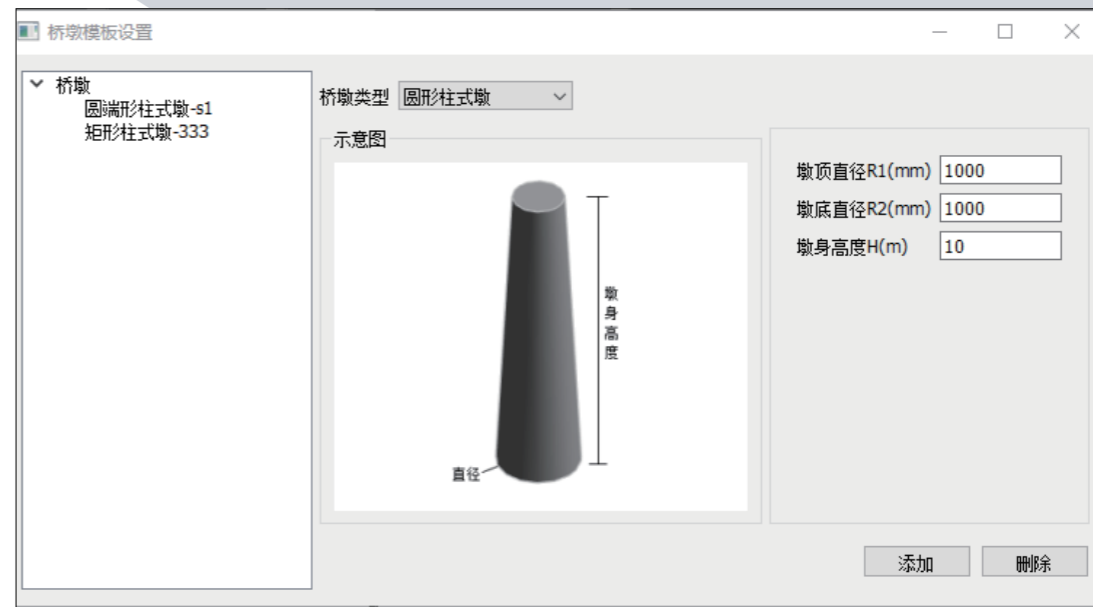 桥墩模板设置
桥墩
圆端形柱式墩-s1
矩形柱式墩-333
桥墩类型 圆形柱式墩
示意图
墩身高度
直径
墩顶直径R1(mm) 1000
墩底直径R2(mm) 1000
墩身高度H(m) 10
添加 删除